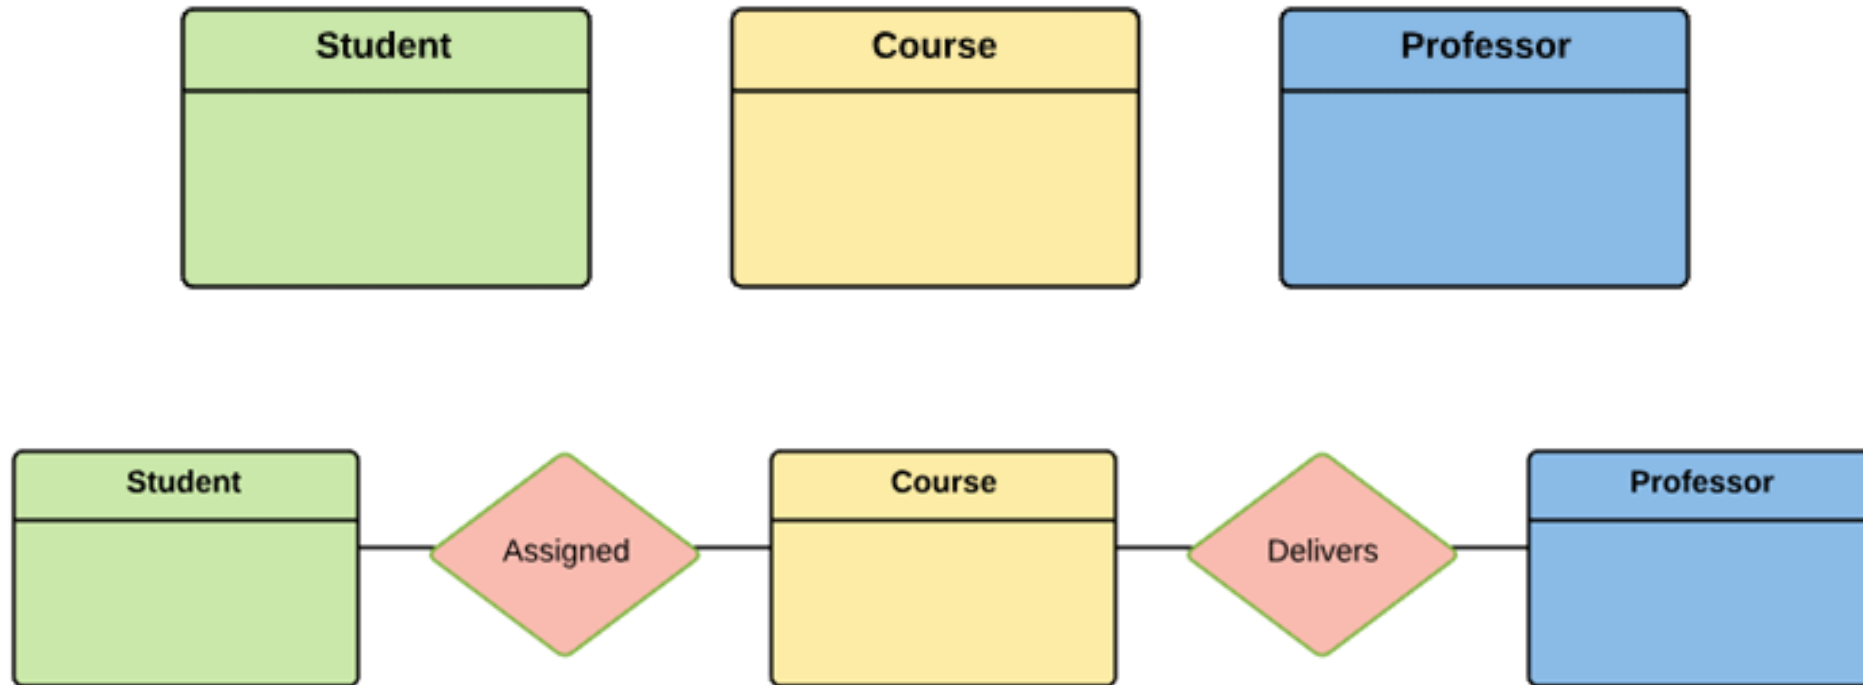 Student
Course
Professor
Student
Assigned
Course
Delivers
Professor